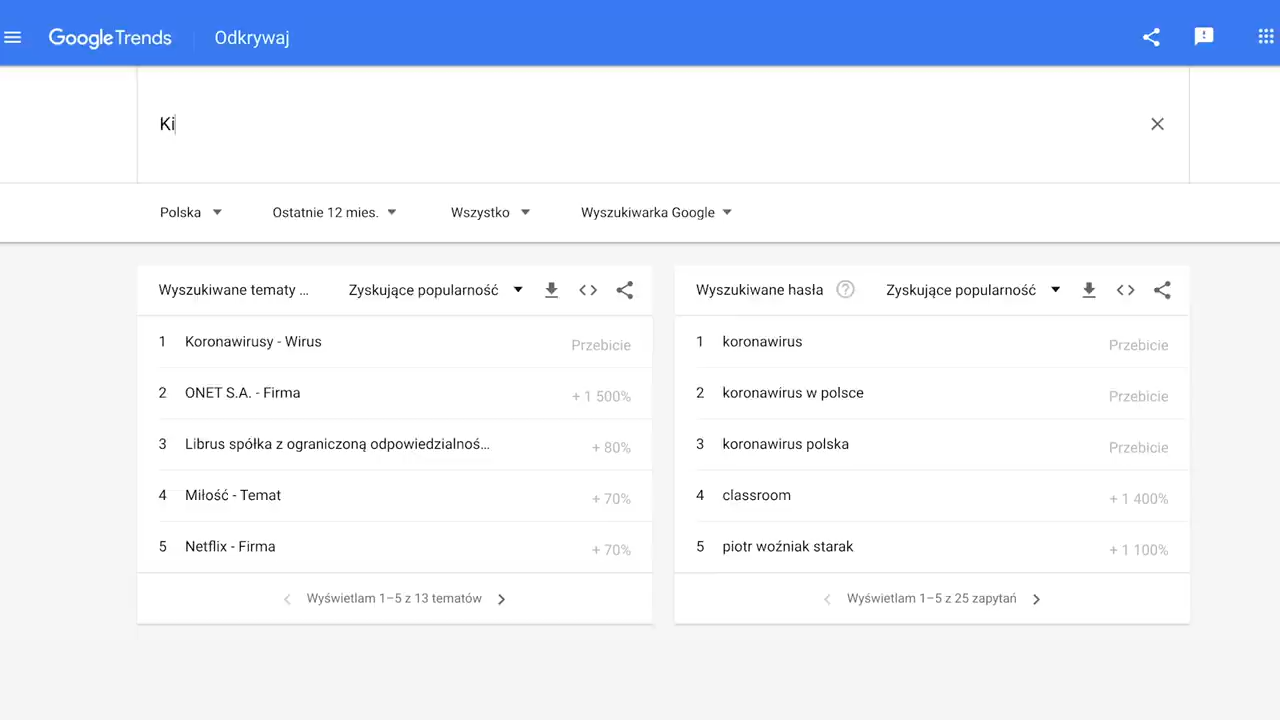 Google Trends Odkrywaj
Ki
Polska Ostatnie 12 mies. Wszystko Wyszukiwarka Google
Wyszukiwane tematy ... Zyskujące popularność
1 Koronawirusy - Wirus Przebicie
2 ONET S.A. - Firma + 1 500%
3 Librus spółka z ograniczoną odpowiedzialnoś... + 80%
4 Miłość - Temat + 70%
5 Netflix - Firma + 70%
Wyświetlam 1–5 z 13 tematów
Wyszukiwane hasła ? Zyskujące popularność
1 koronawirus Przebicie
2 koronawirus w polsce Przebicie
3 koronawirus polska Przebicie
4 classroom + 1 400%
5 piotr woźniak starak + 1 100%
Wyświetlam 1–5 z 25 zapytań